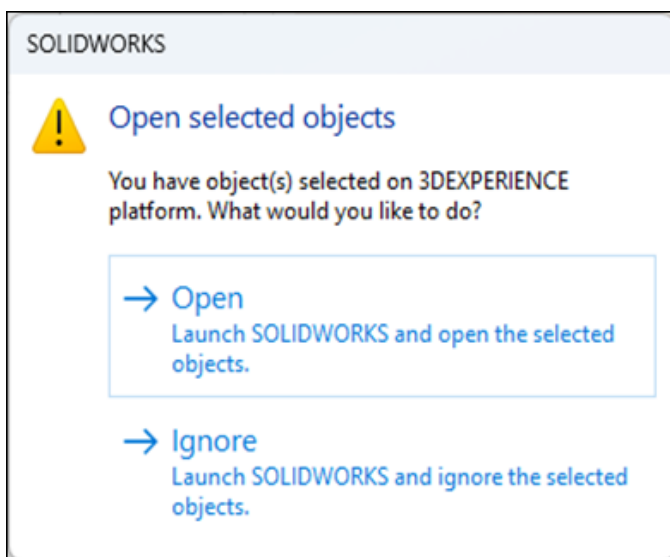 SOLIDWORKS
Open selected objects
You have object(s) selected on 3DEXPERIENCE
platform. What would you like to do?
Open
Launch SOLIDWORKS and open the selected
objects.
Ignore
Launch SOLIDWORKS and ignore the selected
objects.